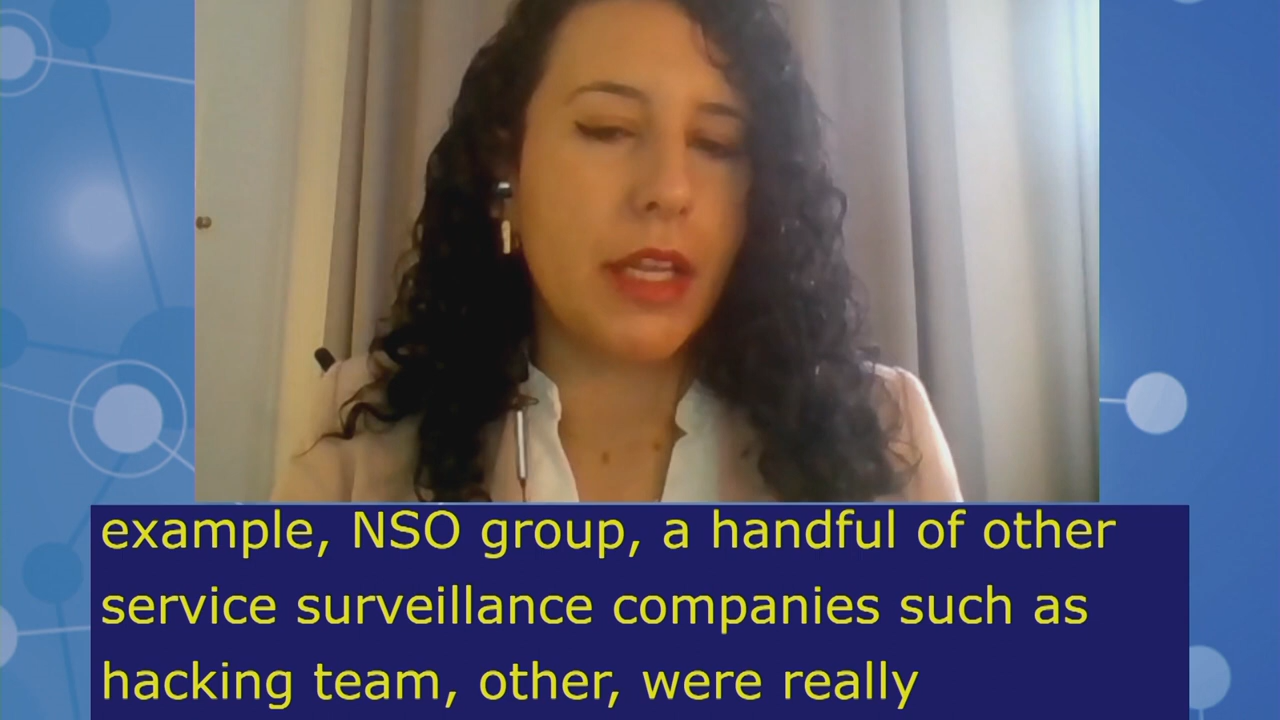 example, NSO group, a handful of other
service surveillance companies such as
hacking team, other, were really